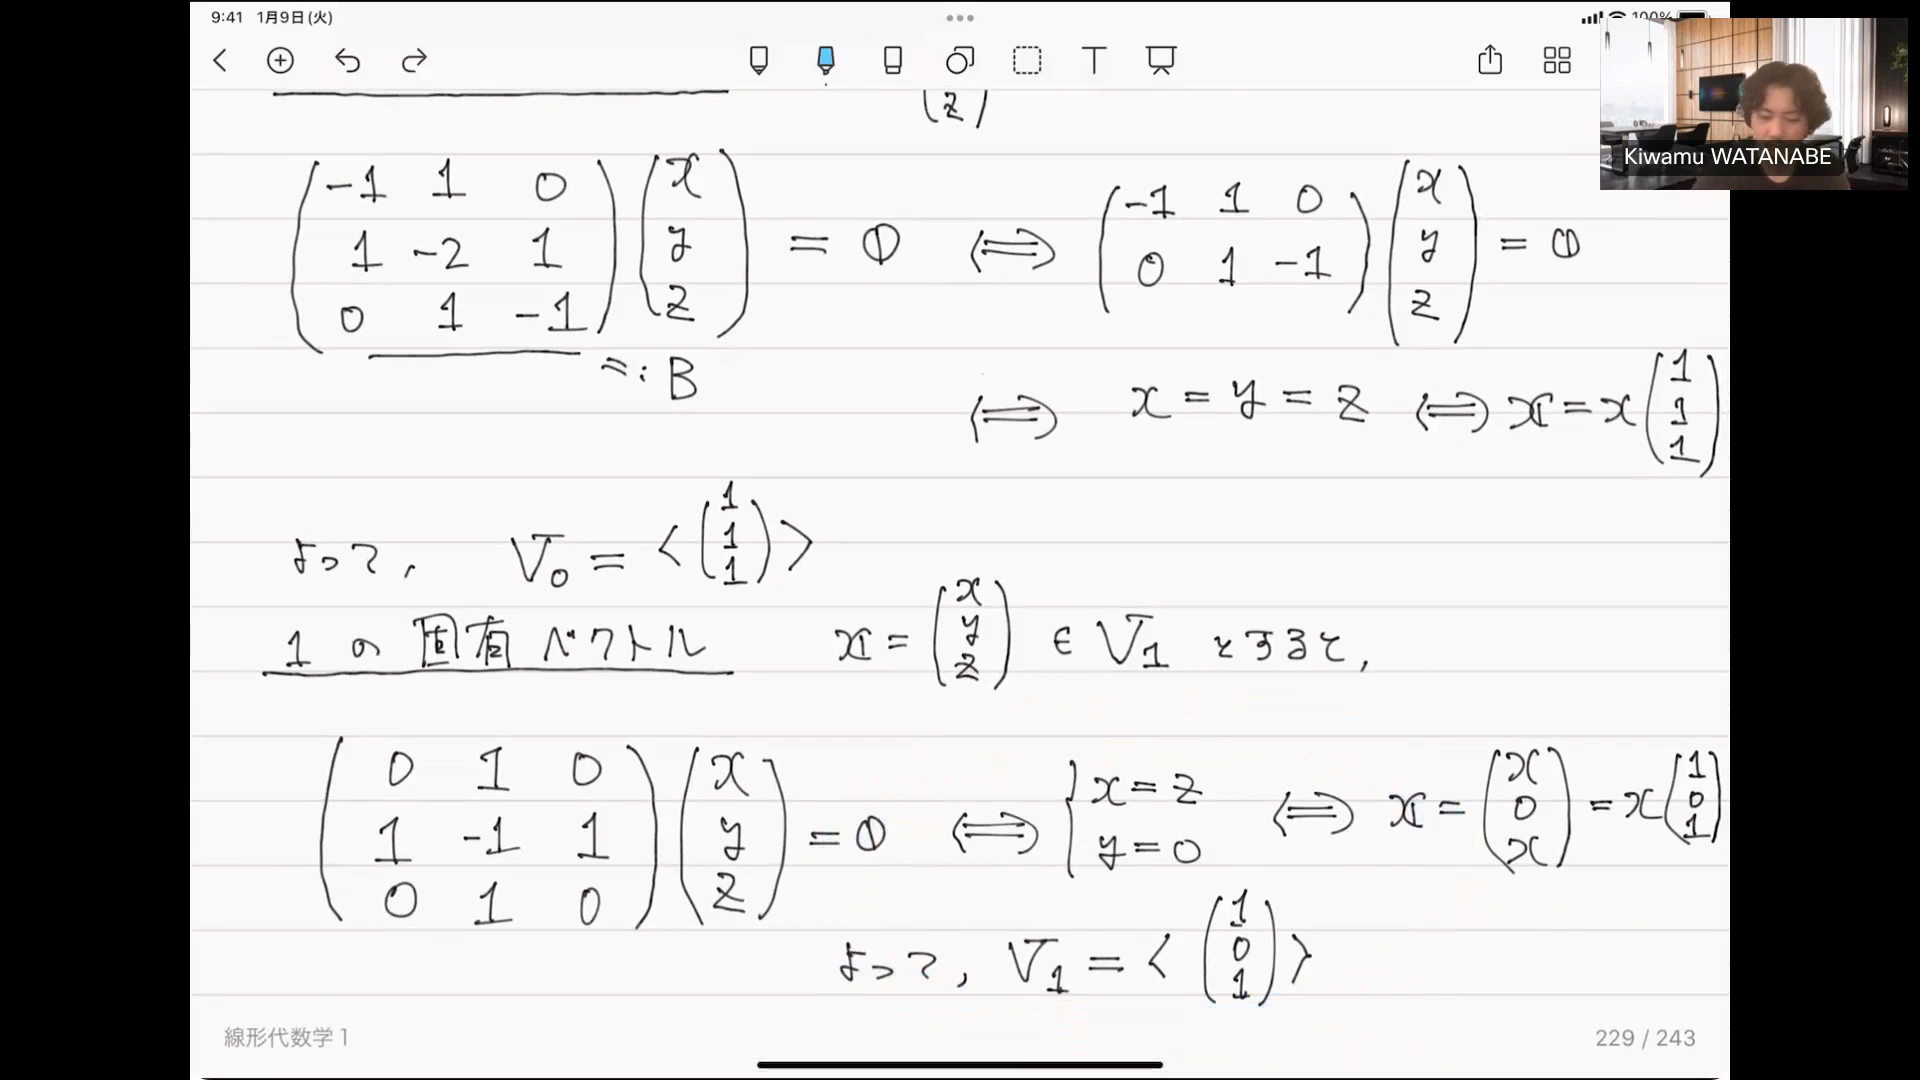 9:41 1月9日(火)
100%
Kiwamu WATANABE
(z)
(-1 1 0 / 1 -2 1 / 0 1 -1)(x / y / z) = 0 ⟺ (-1 1 0 / 0 1 -1)(x / y / z) = 0
=: B
⟺ x = y = z ⟺ 𝕩 = x(1 / 1 / 1)
よって, V₀ = 〈(1 / 1 / 1)〉
1 の 固有ベクトル 𝕩 = (x / y / z) ∈ V₁ とすると,
(0 1 0 / 1 -1 1 / 0 1 0)(x / y / z) = 0 ⟺ {x = z / y = 0 ⟺ 𝕩 = (x / 0 / x) = x(1 / 0 / 1)
よって, V₁ = 〈(1 / 0 / 1)〉
線形代数学 1
229 / 243